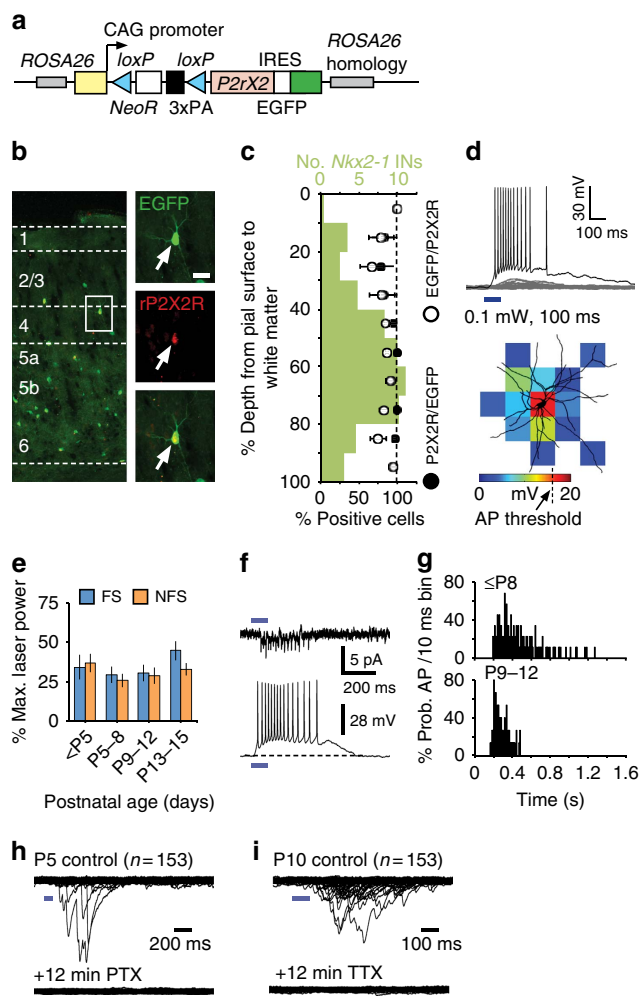 a
CAG promoter
ROSA26
loxP
loxP
IRES
ROSA26
homology
P2rX2
NeoR
3xPA
EGFP
b
1
2/3
4
5a
5b
6
EGFP
rP2X2R
c
No. Nkx2-1 INs
0 5 10
% Depth from pial surface to
white matter
0
20
40
60
80
100
0 50 100
% Positive cells
EGFP/P2X2R
P2X2R/EGFP
d
30 mV
100 ms
0.1 mW, 100 ms
0 mV 20
AP threshold
e
FS NFS
% Max. laser power
75
50
25
0
<P5 P5–8 P9–12 P13–15
Postnatal age (days)
f
5 pA
200 ms
28 mV
g
% Prob. AP /10 ms bin
≤P8
80
40
0
P9–12
80
40
0
0 0.4 0.8 1.2 1.6
Time (s)
h
P5 control (n = 153)
200 ms
+12 min PTX
i
P10 control (n = 153)
100 ms
+12 min TTX